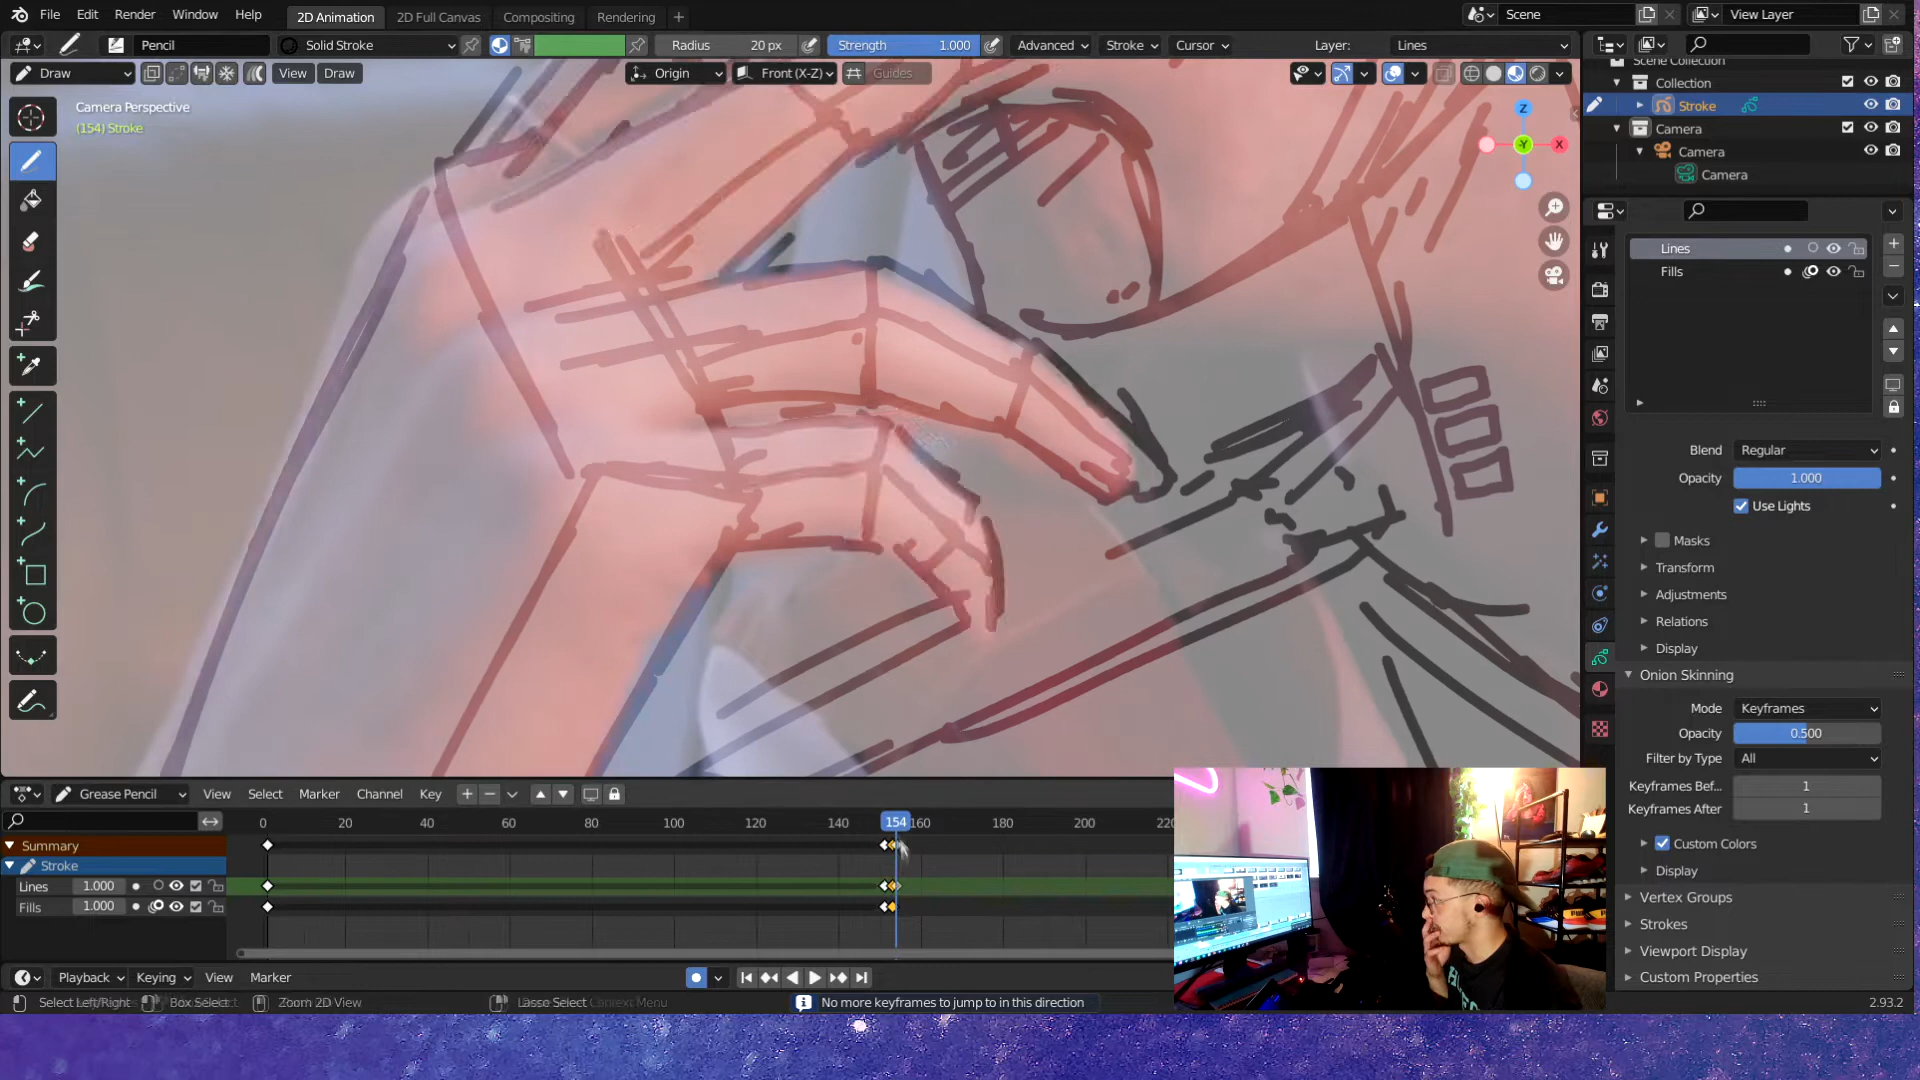 File Edit Render Window Help 2D Animation 2D Full Canvas Compositing Rendering + Scene View Layer
Pencil Solid Stroke Radius 20 px Strength 1.000 Advanced Stroke Cursor Layer: Lines
Draw View Draw Origin Front (X-Z) Guides
Scene Collection
Collection
Stroke
Camera
Camera
Camera
Camera Perspective
(154) Stroke
Z
-Y
X
Lines
Fills
Blend Regular
Opacity 1.000
Use Lights
Masks
Transform
Adjustments
Relations
Display
Onion Skinning
Mode Keyframes
Opacity 0.500
Filter by Type All
Keyframes Bef... 1
Keyframes After 1
Custom Colors
Display
Vertex Groups
Strokes
Viewport Display
Custom Properties
Grease Pencil View Select Marker Channel Key
0 20 40 60 80 100 120 140 154 160 180 200 220
Summary
Stroke
Lines 1.000
Fills 1.000
Playback Keying View Marker
Select Left/Right Box Select Zoom 2D View Lasso Select No more keyframes to jump to in this direction 2.93.2